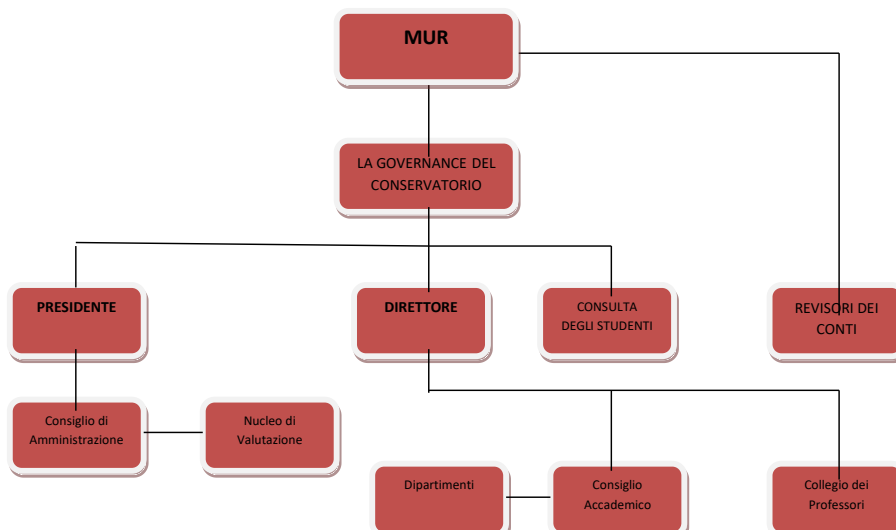 MUR
LA GOVERNANCE DEL
CONSERVATORIO
PRESIDENTE
DIRETTORE
CONSULTA
DEGLI STUDENTI
REVISORI DEI
CONTI
Consiglio di
Amministrazione
Nucleo di
Valutazione
Dipartimenti
Consiglio
Accademico
Collegio dei
Professori